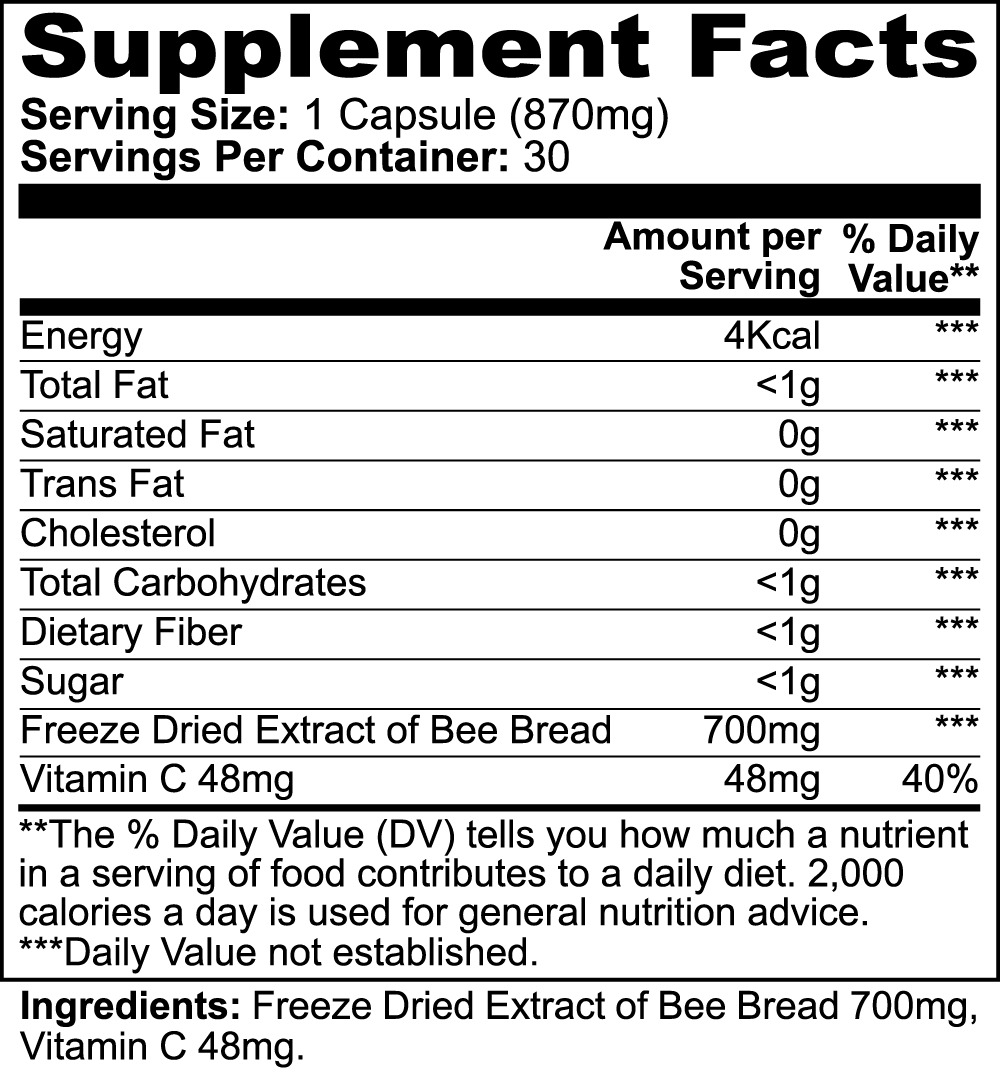 Supplement Facts
Serving Size: 1 Capsule (870mg)
Servings Per Container: 30
Amount per Serving % Daily Value**
Energy 4Kcal ***
Total Fat <1g ***
Saturated Fat 0g ***
Trans Fat 0g ***
Cholesterol 0g ***
Total Carbohydrates <1g ***
Dietary Fiber <1g ***
Sugar <1g ***
Freeze Dried Extract of Bee Bread 700mg ***
Vitamin C 48mg 48mg 40%
**The % Daily Value (DV) tells you how much a nutrient
in a serving of food contributes to a daily diet. 2,000
calories a day is used for general nutrition advice.
***Daily Value not established.
Ingredients: Freeze Dried Extract of Bee Bread 700mg,
Vitamin C 48mg.